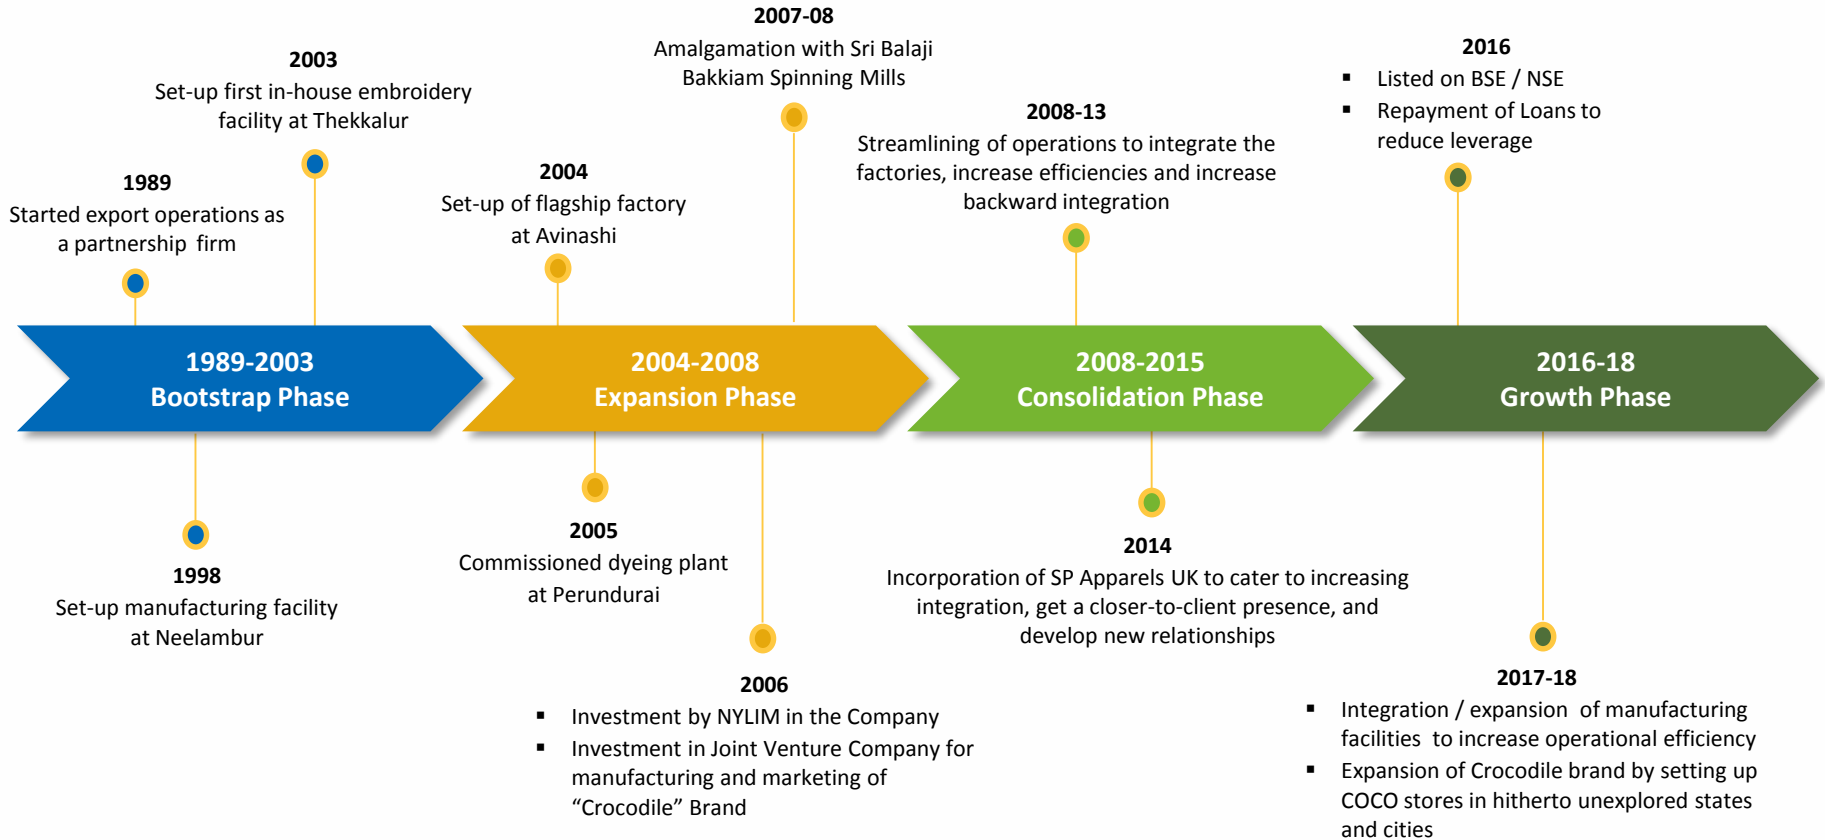 1989
Started export operations as
a partnership firm
2003
Set-up first in-house embroidery
facility at Thekkalur
2004
Set-up of flagship factory
at Avinashi
2007-08
Amalgamation with Sri Balaji
Bakkiam Spinning Mills
2008-13
Streamlining of operations to integrate the
factories, increase efficiencies and increase
backward integration
2016
▪ Listed on BSE / NSE
▪ Repayment of Loans to
reduce leverage
1989-2003
Bootstrap Phase
2004-2008
Expansion Phase
2008-2015
Consolidation Phase
2016-18
Growth Phase
1998
Set-up manufacturing facility
at Neelambur
2005
Commissioned dyeing plant
at Perundurai
2006
▪ Investment by NYLIM in the Company
▪ Investment in Joint Venture Company for
manufacturing and marketing of
“Crocodile” Brand
2014
Incorporation of SP Apparels UK to cater to increasing
integration, get a closer-to-client presence, and
develop new relationships
2017-18
▪ Integration / expansion of manufacturing
facilities to increase operational efficiency
▪ Expansion of Crocodile brand by setting up
COCO stores in hitherto unexplored states
and cities